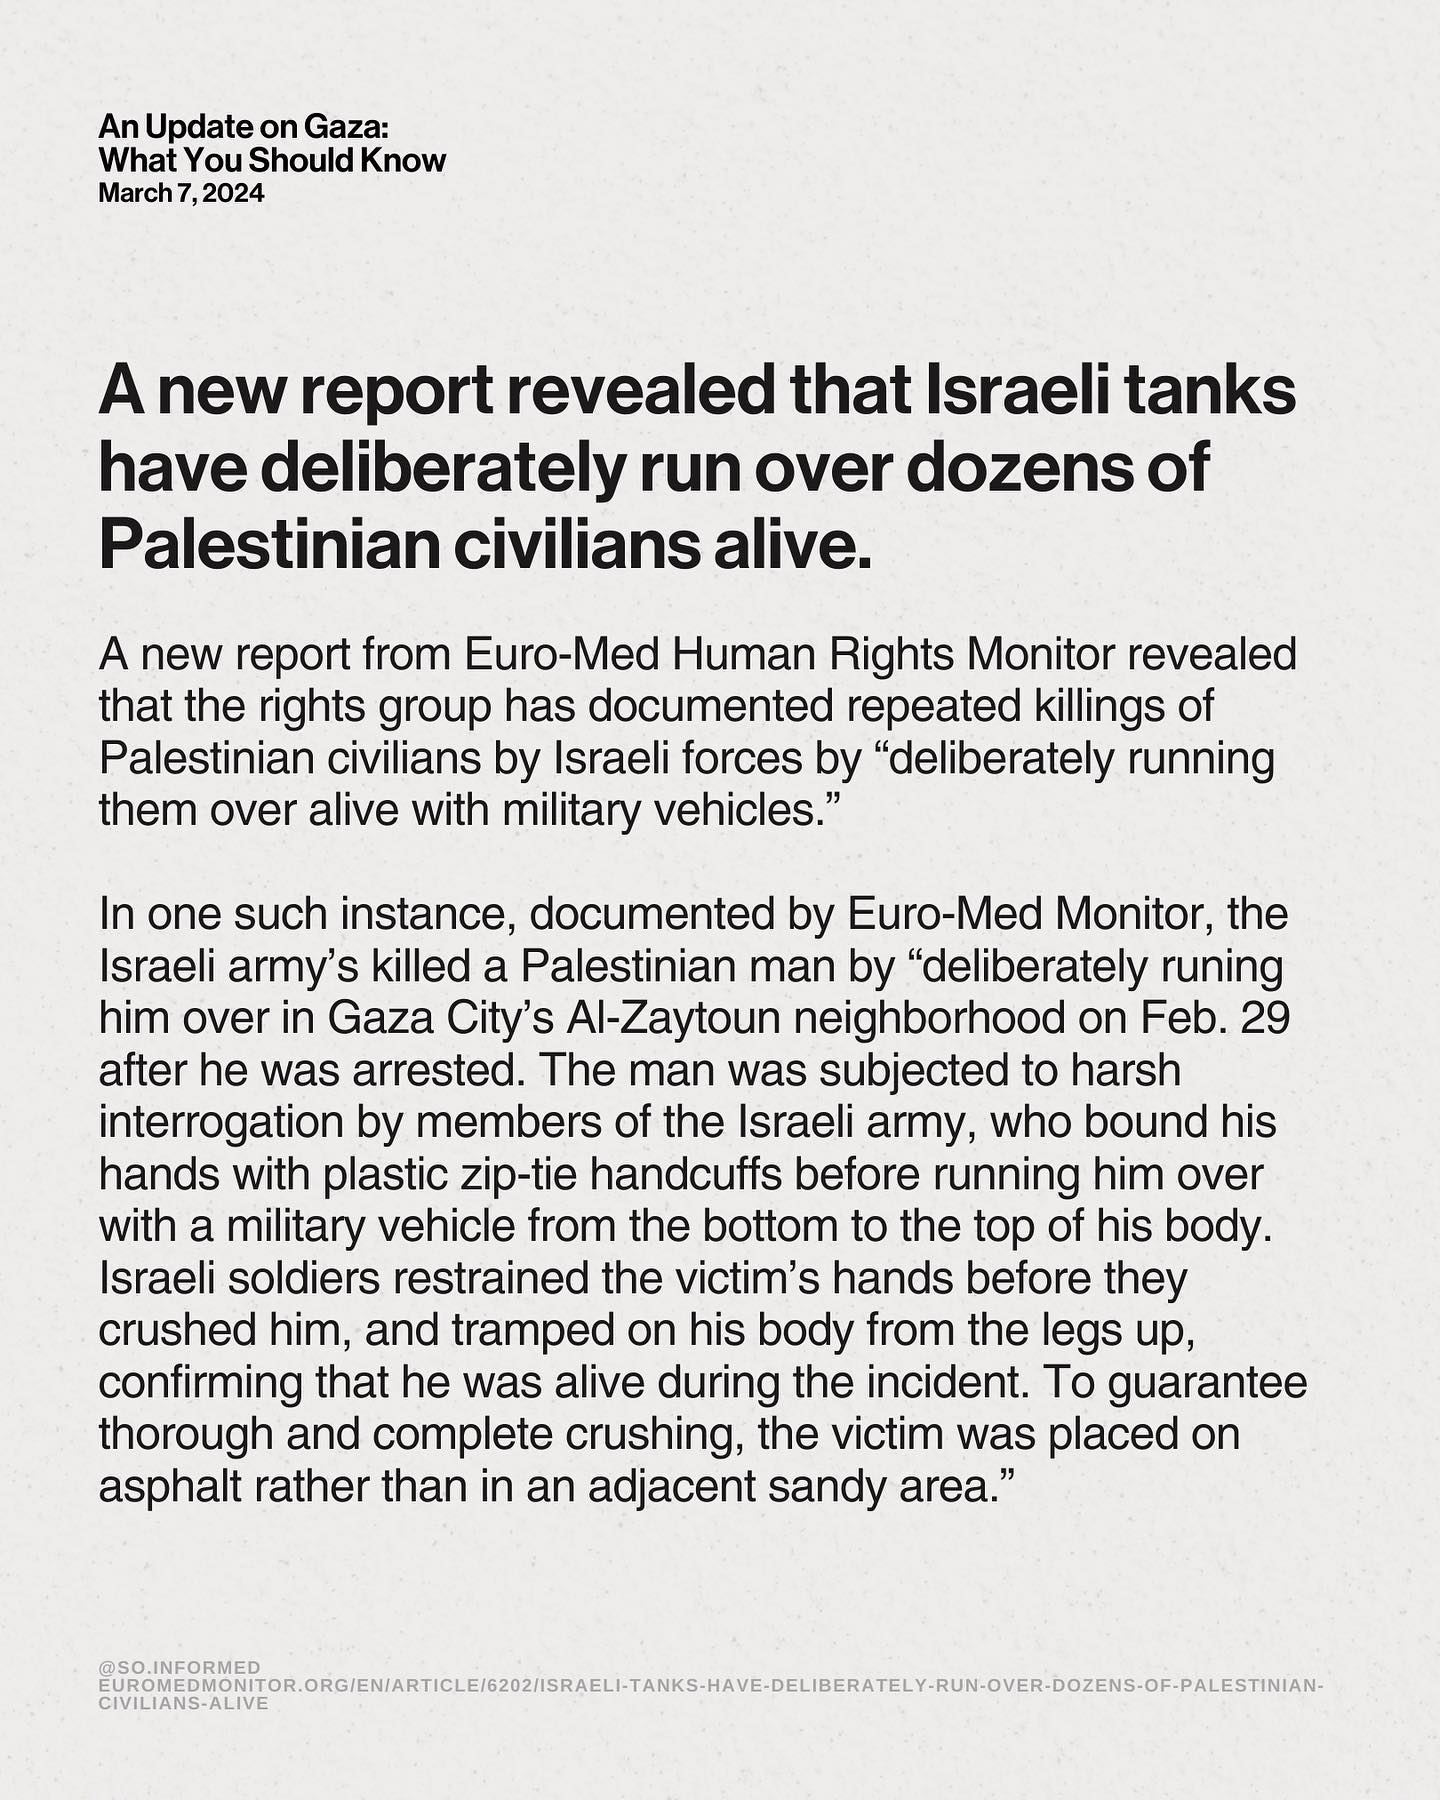 An Update on Gaza:
What You Should Know
March 7, 2024
A new report revealed that Israeli tanks
have deliberately run over dozens of
Palestinian civilians alive.
A new report from Euro-Med Human Rights Monitor revealed
that the rights group has documented repeated killings of
Palestinian civilians by Israeli forces by “deliberately running
them over alive with military vehicles.”
In one such instance, documented by Euro-Med Monitor, the
Israeli army’s killed a Palestinian man by “deliberately runing
him over in Gaza City’s Al-Zaytoun neighborhood on Feb. 29
after he was arrested. The man was subjected to harsh
interrogation by members of the Israeli army, who bound his
hands with plastic zip-tie handcuffs before running him over
with a military vehicle from the bottom to the top of his body.
Israeli soldiers restrained the victim’s hands before they
crushed him, and tramped on his body from the legs up,
confirming that he was alive during the incident. To guarantee
thorough and complete crushing, the victim was placed on
asphalt rather than in an adjacent sandy area.”
@SO.INFORMED
EUROMEDMONITOR.ORG/EN/ARTICLE/6202/ISRAELI-TANKS-HAVE-DELIBERATELY-RUN-OVER-DOZENS-OF-PALESTINIAN-
CIVILIANS-ALIVE